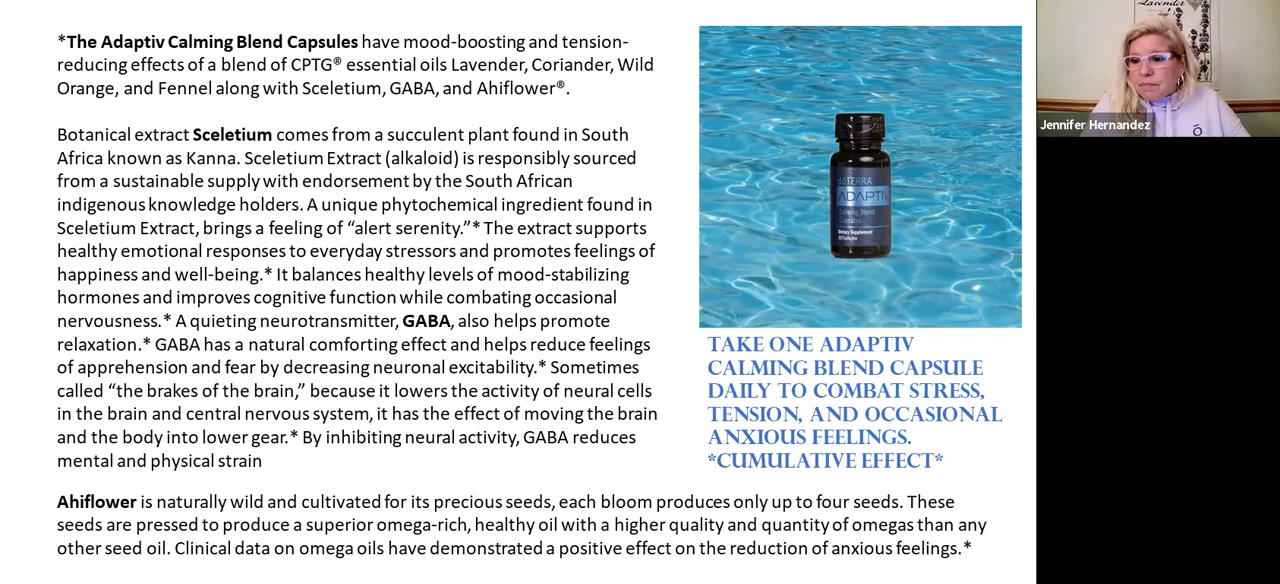 *The Adaptiv Calming Blend Capsules have mood-boosting and tension-
reducing effects of a blend of CPTG® essential oils Lavender, Coriander, Wild
Orange, and Fennel along with Sceletium, GABA, and Ahiflower®.
Botanical extract Sceletium comes from a succulent plant found in South
Africa known as Kanna. Sceletium Extract (alkaloid) is responsibly sourced
from a sustainable supply with endorsement by the South African
indigenous knowledge holders. A unique phytochemical ingredient found in
Sceletium Extract, brings a feeling of “alert serenity.”* The extract supports
healthy emotional responses to everyday stressors and promotes feelings of
happiness and well-being.* It balances healthy levels of mood-stabilizing
hormones and improves cognitive function while combating occasional
nervousness.* A quieting neurotransmitter, GABA, also helps promote
relaxation.* GABA has a natural comforting effect and helps reduce feelings
of apprehension and fear by decreasing neuronal excitability.* Sometimes
called “the brakes of the brain,” because it lowers the activity of neural cells
in the brain and central nervous system, it has the effect of moving the brain
and the body into lower gear.* By inhibiting neural activity, GABA reduces
mental and physical strain
Ahiflower is naturally wild and cultivated for its precious seeds, each bloom produces only up to four seeds. These
seeds are pressed to produce a superior omega-rich, healthy oil with a higher quality and quantity of omegas than any
other seed oil. Clinical data on omega oils have demonstrated a positive effect on the reduction of anxious feelings.*
dōTERRA
ADAPTIV
Calming Blend
Capsules
Dietary Supplement
TAKE ONE ADAPTIV
CALMING BLEND CAPSULE
DAILY TO COMBAT STRESS,
TENSION, AND OCCASIONAL
ANXIOUS FEELINGS.
*CUMULATIVE EFFECT*
Lavender
Jennifer Hernandez